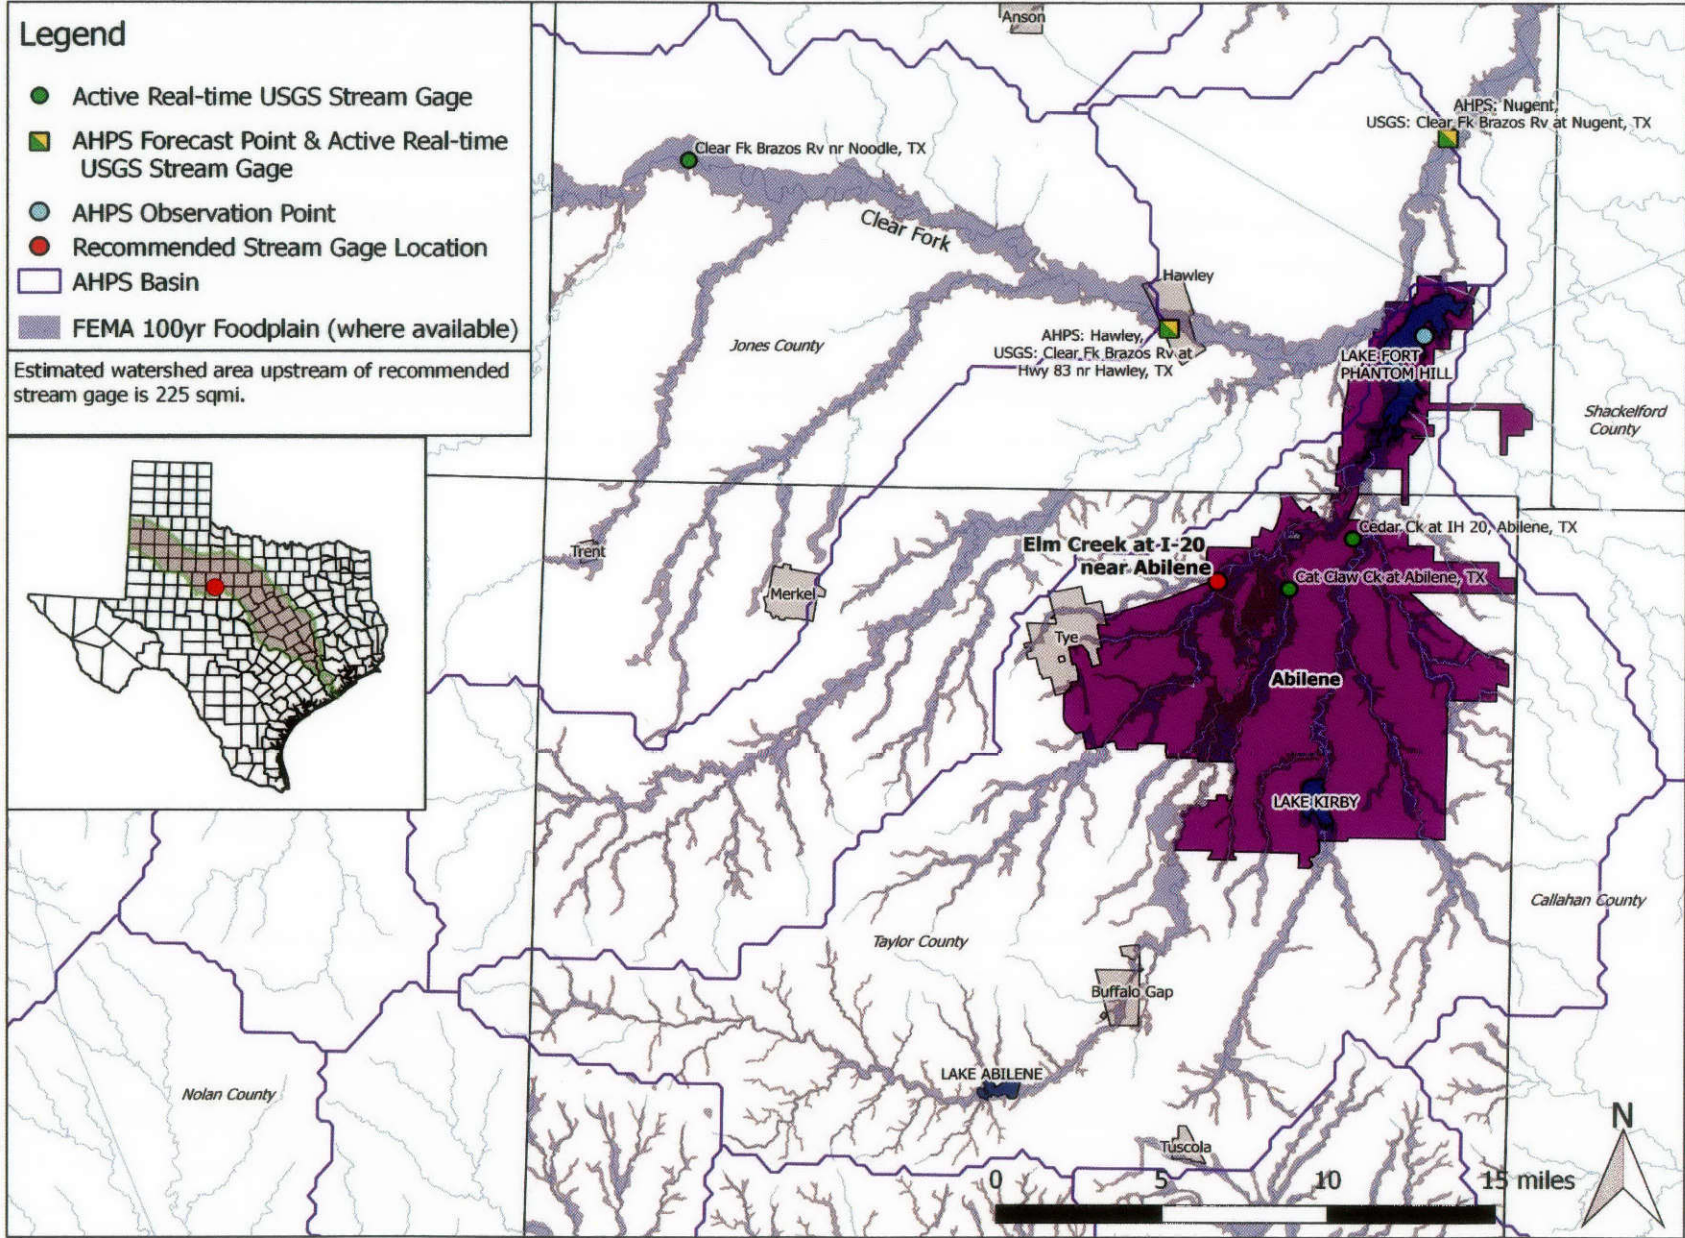 Legend
Active Real-time USGS Stream Gage
AHPS Forecast Point & Active Real-time
USGS Stream Gage
AHPS Observation Point
Recommended Stream Gage Location
AHPS Basin
FEMA 100yr Foodplain (where available)
Estimated watershed area upstream of recommended
stream gage is 225 sqmi.
Anson
AHPS: Nugent,
USGS: Clear Fk Brazos Rv at Nugent, TX
Clear Fk Brazos Rv nr Noodle, TX
Clear Fork
Hawley
AHPS: Hawley,
USGS: Clear Fk Brazos Rv at
Hwy 83 nr Hawley, TX
Jones County
LAKE FORT
PHANTOM HILL
Shackelford
County
Cedar Ck at IH 20, Abilene, TX
Elm Creek at I-20
near Abilene
Cat Claw Ck at Abilene, TX
Trent
Merkel
Tye
Abilene
LAKE KIRBY
Callahan County
Taylor County
Buffalo Gap
LAKE ABILENE
Nolan County
Tuscola
N
0 5 10 15 miles